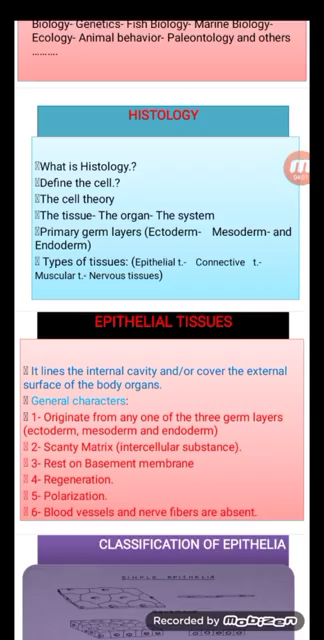 Biology- Genetics- Fish Biology- Marine Biology-
Ecology- Animal behavior- Paleontology and others
..........
HISTOLOGY
What is Histology.?
Define the cell.?
The cell theory
The tissue- The organ- The system
Primary germ layers (Ectoderm- Mesoderm- and
Endoderm)
Types of tissues: (Epithelial t.- Connective t.-
Muscular t.- Nervous tissues)
EPITHELIAL TISSUES
It lines the internal cavity and/or cover the external
surface of the body organs.
General characters:
1- Originate from any one of the three germ layers
(ectoderm, mesoderm and endoderm)
2- Scanty Matrix (intercellular substance).
3- Rest on Basement membrane
4- Regeneration.
5- Polarization.
6- Blood vessels and nerve fibers are absent.
CLASSIFICATION OF EPITHELIA
SIMPLE EPITHELIA
Recorded by Mobizen